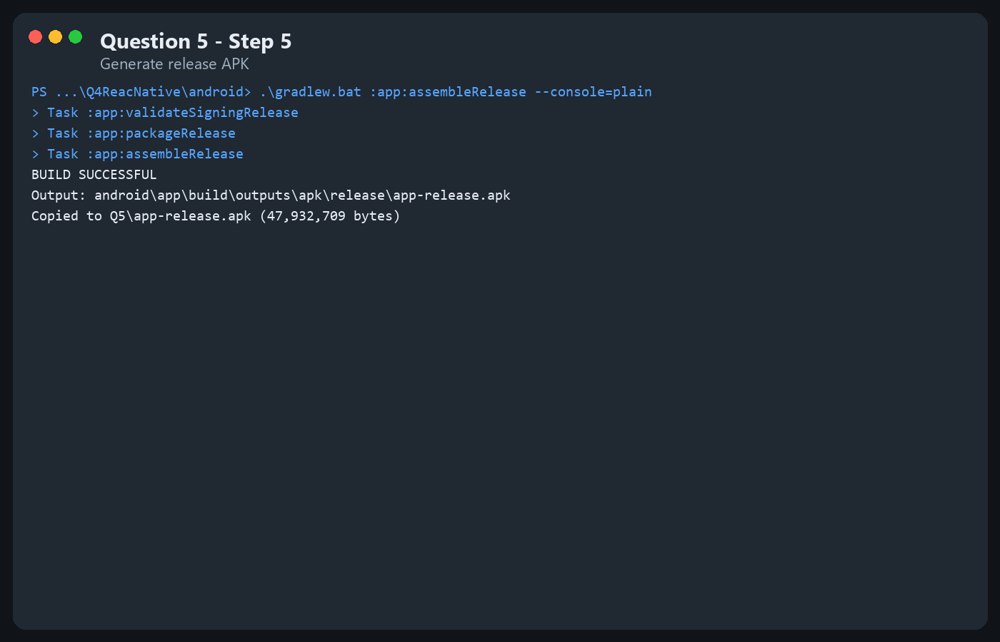 Question 5 - Step 5
Generate release APK
PS ...\Q4ReacNative\android> .\gradlew.bat :app:assembleRelease --console=plain
> Task :app:validateSigningRelease
> Task :app:packageRelease
> Task :app:assembleRelease
BUILD SUCCESSFUL
Output: android\app\build\outputs\apk\release\app-release.apk
Copied to Q5\app-release.apk (47,932,709 bytes)